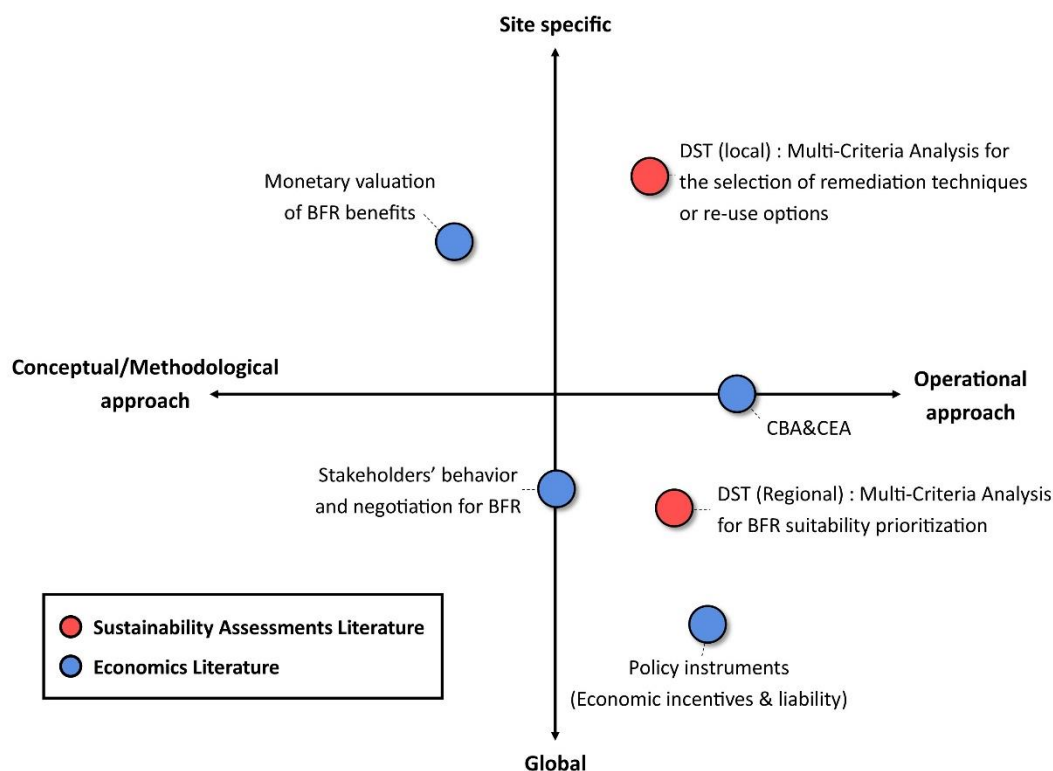 Site specific
DST (local) : Multi-Criteria Analysis for
the selection of remediation techniques
or re-use options
Monetary valuation
of BFR benefits
Conceptual/Methodological
approach
Operational
approach
CBA&CEA
Stakeholders’ behavior
and negotiation for BFR
DST (Regional) : Multi-Criteria Analysis
for BFR suitability prioritization
Sustainability Assessments Literature
Economics Literature
Policy instruments
(Economic incentives & liability)
Global